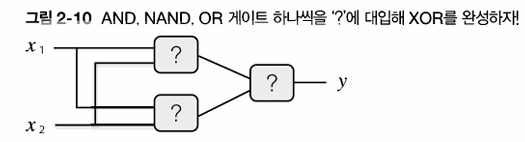 그림 2-10 AND, NAND, OR 게이트 하나씩을 '?'에 대입해 XOR를 완성하자!
x1
?
?
y
?
x2